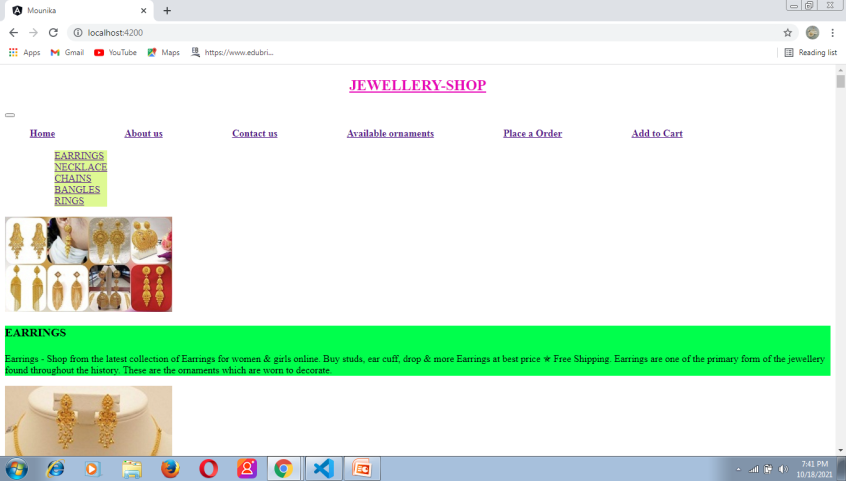 Mounika
localhost:4200
Apps Gmail YouTube Maps https://www.edubri... Reading list
JEWELLERY-SHOP
Home About us Contact us Available ornaments Place a Order Add to Cart
EARRINGS
NECKLACE
CHAINS
BANGLES
RINGS
EARRINGS
Earrings - Shop from the latest collection of Earrings for women & girls online. Buy studs, ear cuff, drop & more Earrings at best price ✯ Free Shipping. Earrings are one of the primary form of the jewellery
found throughout the history. These are the ornaments which are worn to decorate.
7:41 PM
10/18/2021